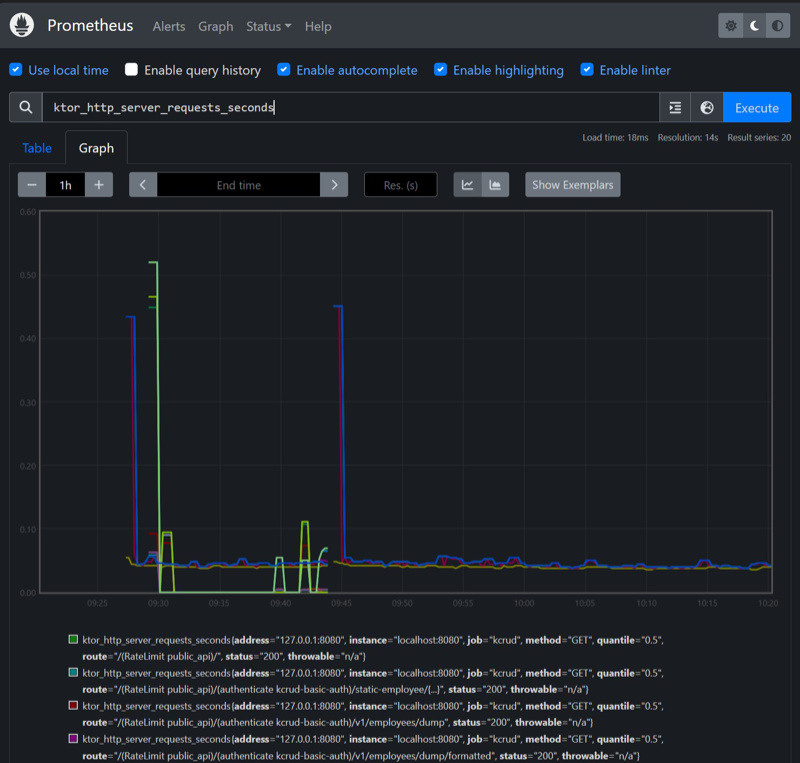 Prometheus Alerts Graph Status Help
Use local time Enable query history Enable autocomplete Enable highlighting Enable linter
ktor_http_server_requests_seconds Execute
Load time: 18ms Resolution: 14s Result series: 20
Table Graph
1h End time Res. (s) Show Exemplars
0.60
0.50
0.40
0.30
0.20
0.10
0.00
09:25 09:30 09:35 09:40 09:45 09:50 09:55 10:00 10:05 10:10 10:15 10:20
ktor_http_server_requests_seconds{address="127.0.0.1:8080", instance="localhost:8080", job="kcrud", method="GET", quantile="0.5",
route="/(RateLimit public_api)/", status="200", throwable="n/a"}
ktor_http_server_requests_seconds{address="127.0.0.1:8080", instance="localhost:8080", job="kcrud", method="GET", quantile="0.5",
route="/(RateLimit public_api)/(authenticate kcrud-basic-auth)/static-employee/{...}", status="200", throwable="n/a"}
ktor_http_server_requests_seconds{address="127.0.0.1:8080", instance="localhost:8080", job="kcrud", method="GET", quantile="0.5",
route="/(RateLimit public_api)/(authenticate kcrud-basic-auth)/v1/employees/dump", status="200", throwable="n/a"}
ktor_http_server_requests_seconds{address="127.0.0.1:8080", instance="localhost:8080", job="kcrud", method="GET", quantile="0.5",
route="/(RateLimit public_api)/(authenticate kcrud-basic-auth)/v1/employees/dump/formatted", status="200", throwable="n/a"}